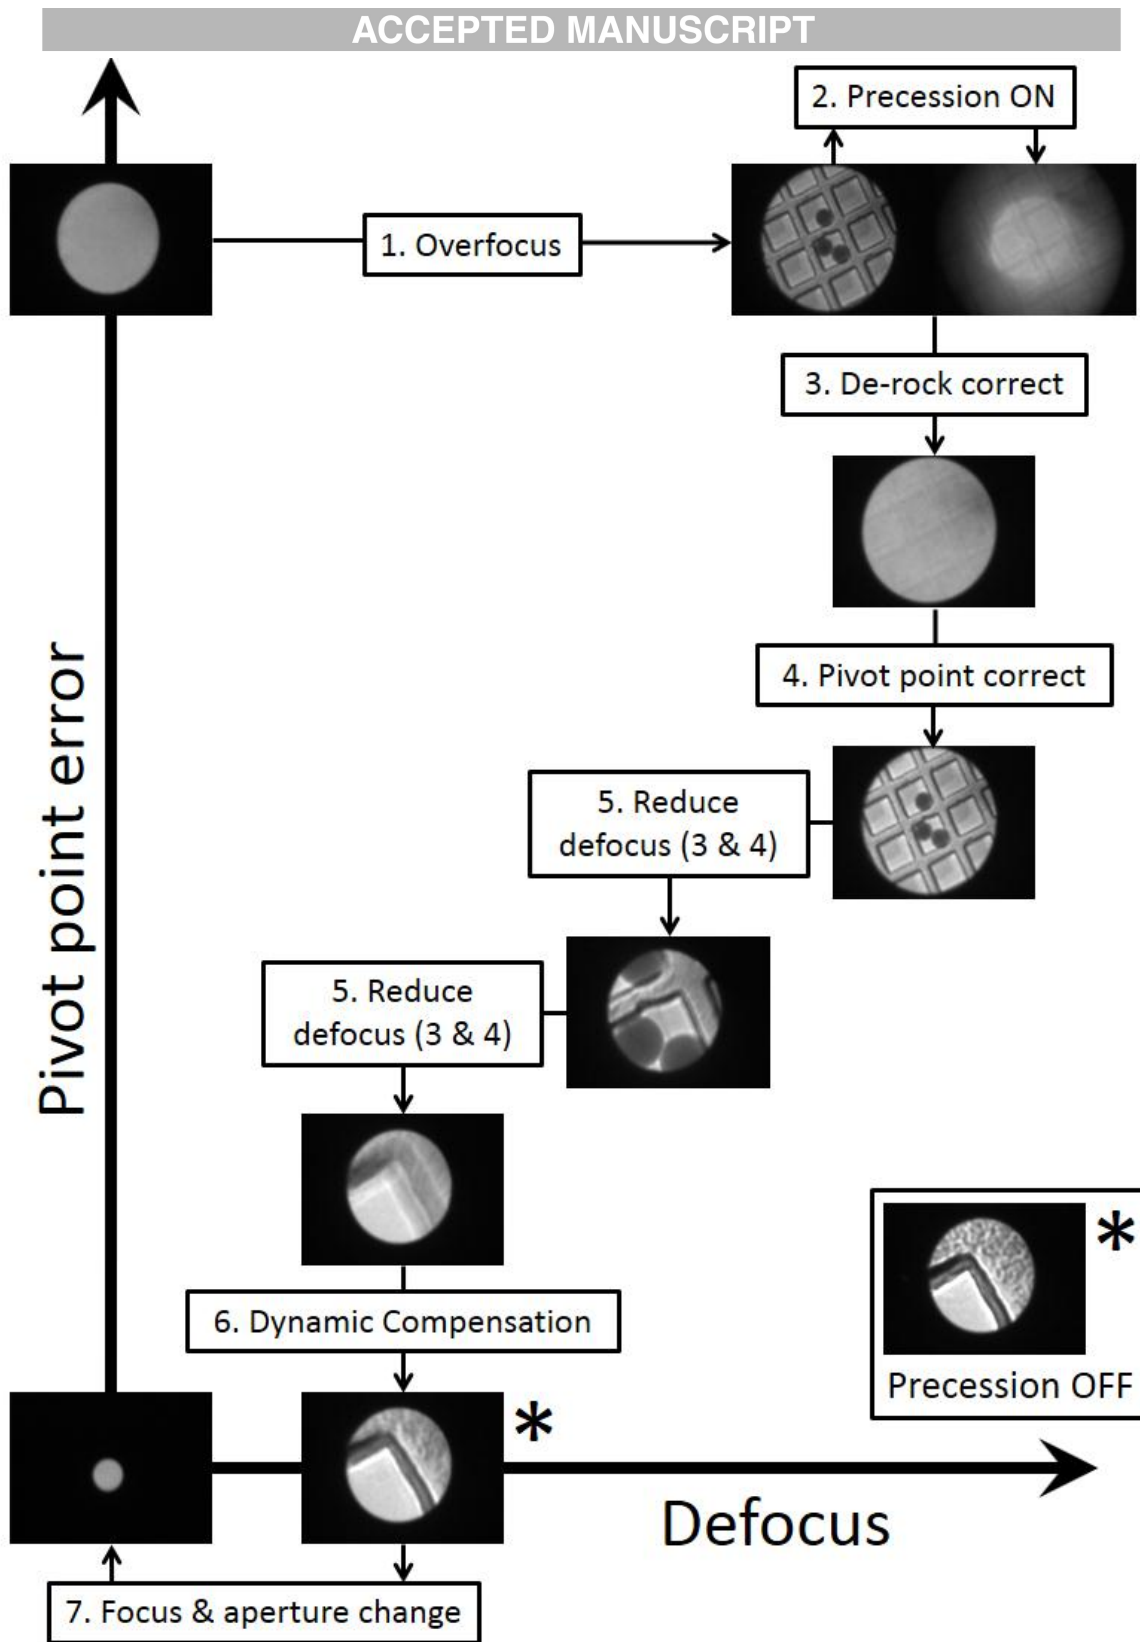 ACCEPTED MANUSCRIPT
2. Precession ON
1. Overfocus
3. De-rock correct
4. Pivot point correct
5. Reduce
defocus (3 & 4)
5. Reduce
defocus (3 & 4)
Pivot point error
6. Dynamic Compensation
*
Precession OFF
*
Defocus
7. Focus & aperture change